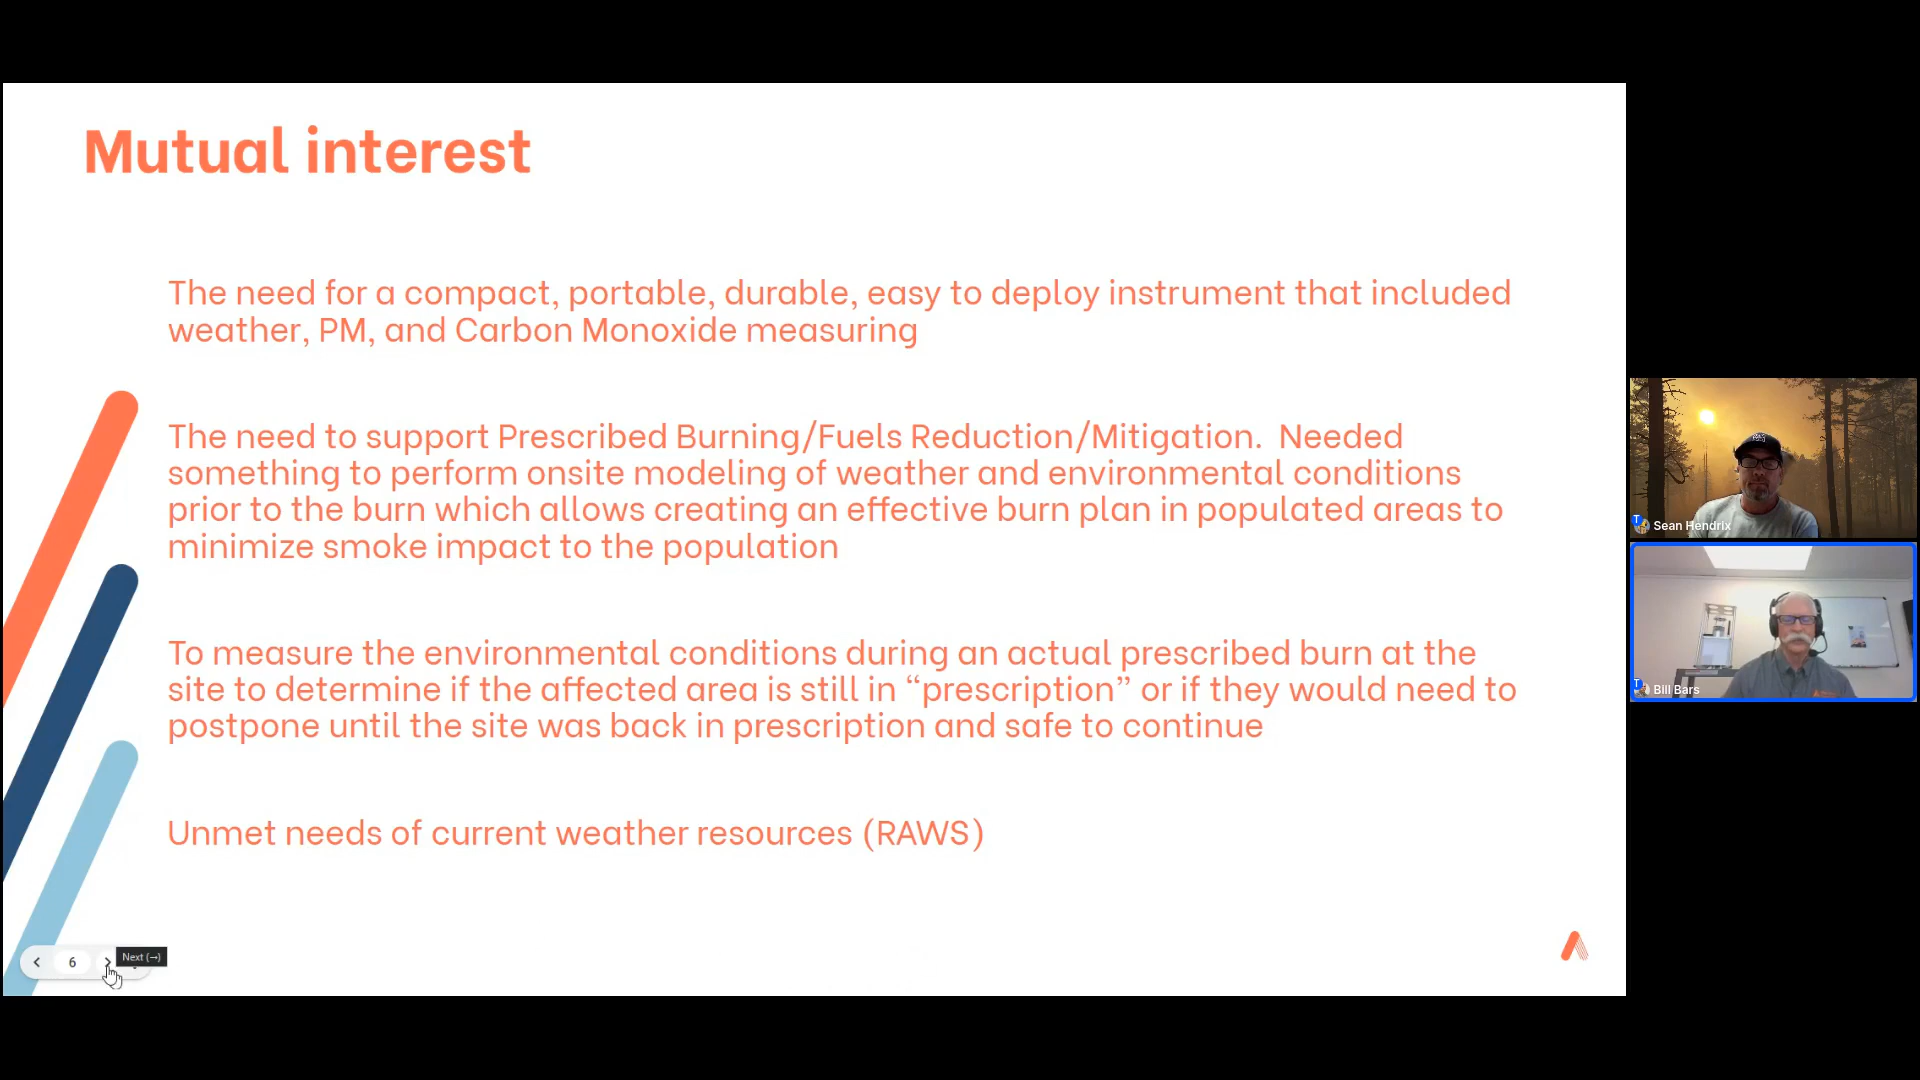 Mutual interest
The need for a compact, portable, durable, easy to deploy instrument that included
weather, PM, and Carbon Monoxide measuring
The need to support Prescribed Burning/Fuels Reduction/Mitigation.  Needed
something to perform onsite modeling of weather and environmental conditions
prior to the burn which allows creating an effective burn plan in populated areas to
minimize smoke impact to the population
To measure the environmental conditions during an actual prescribed burn at the
site to determine if the affected area is still in “prescription” or if they would need to
postpone until the site was back in prescription and safe to continue
Unmet needs of current weather resources (RAWS)
6
Next (→)
Sean Hendrix
Bill Bars